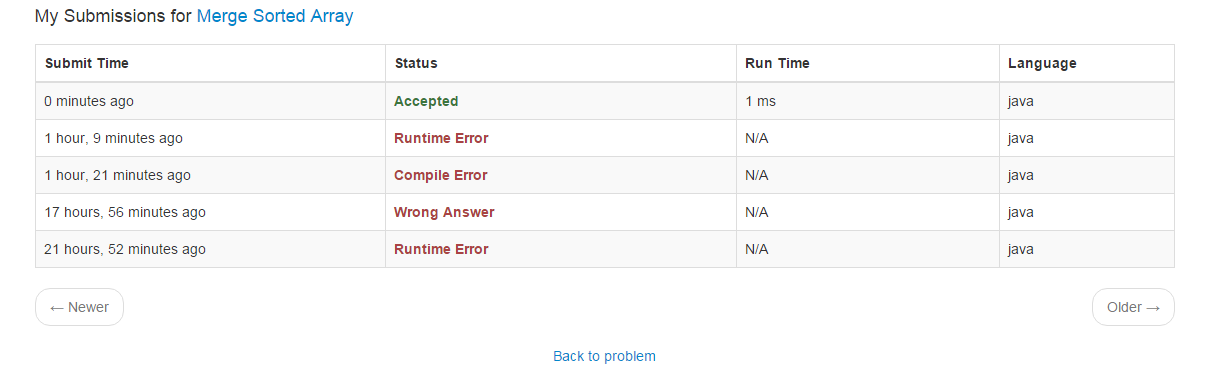 My Submissions for Merge Sorted Array
Submit Time Status Run Time Language
0 minutes ago Accepted 1 ms java
1 hour, 9 minutes ago Runtime Error N/A java
1 hour, 21 minutes ago Compile Error N/A java
17 hours, 56 minutes ago Wrong Answer N/A java
21 hours, 52 minutes ago Runtime Error N/A java
← Newer Older →
Back to problem